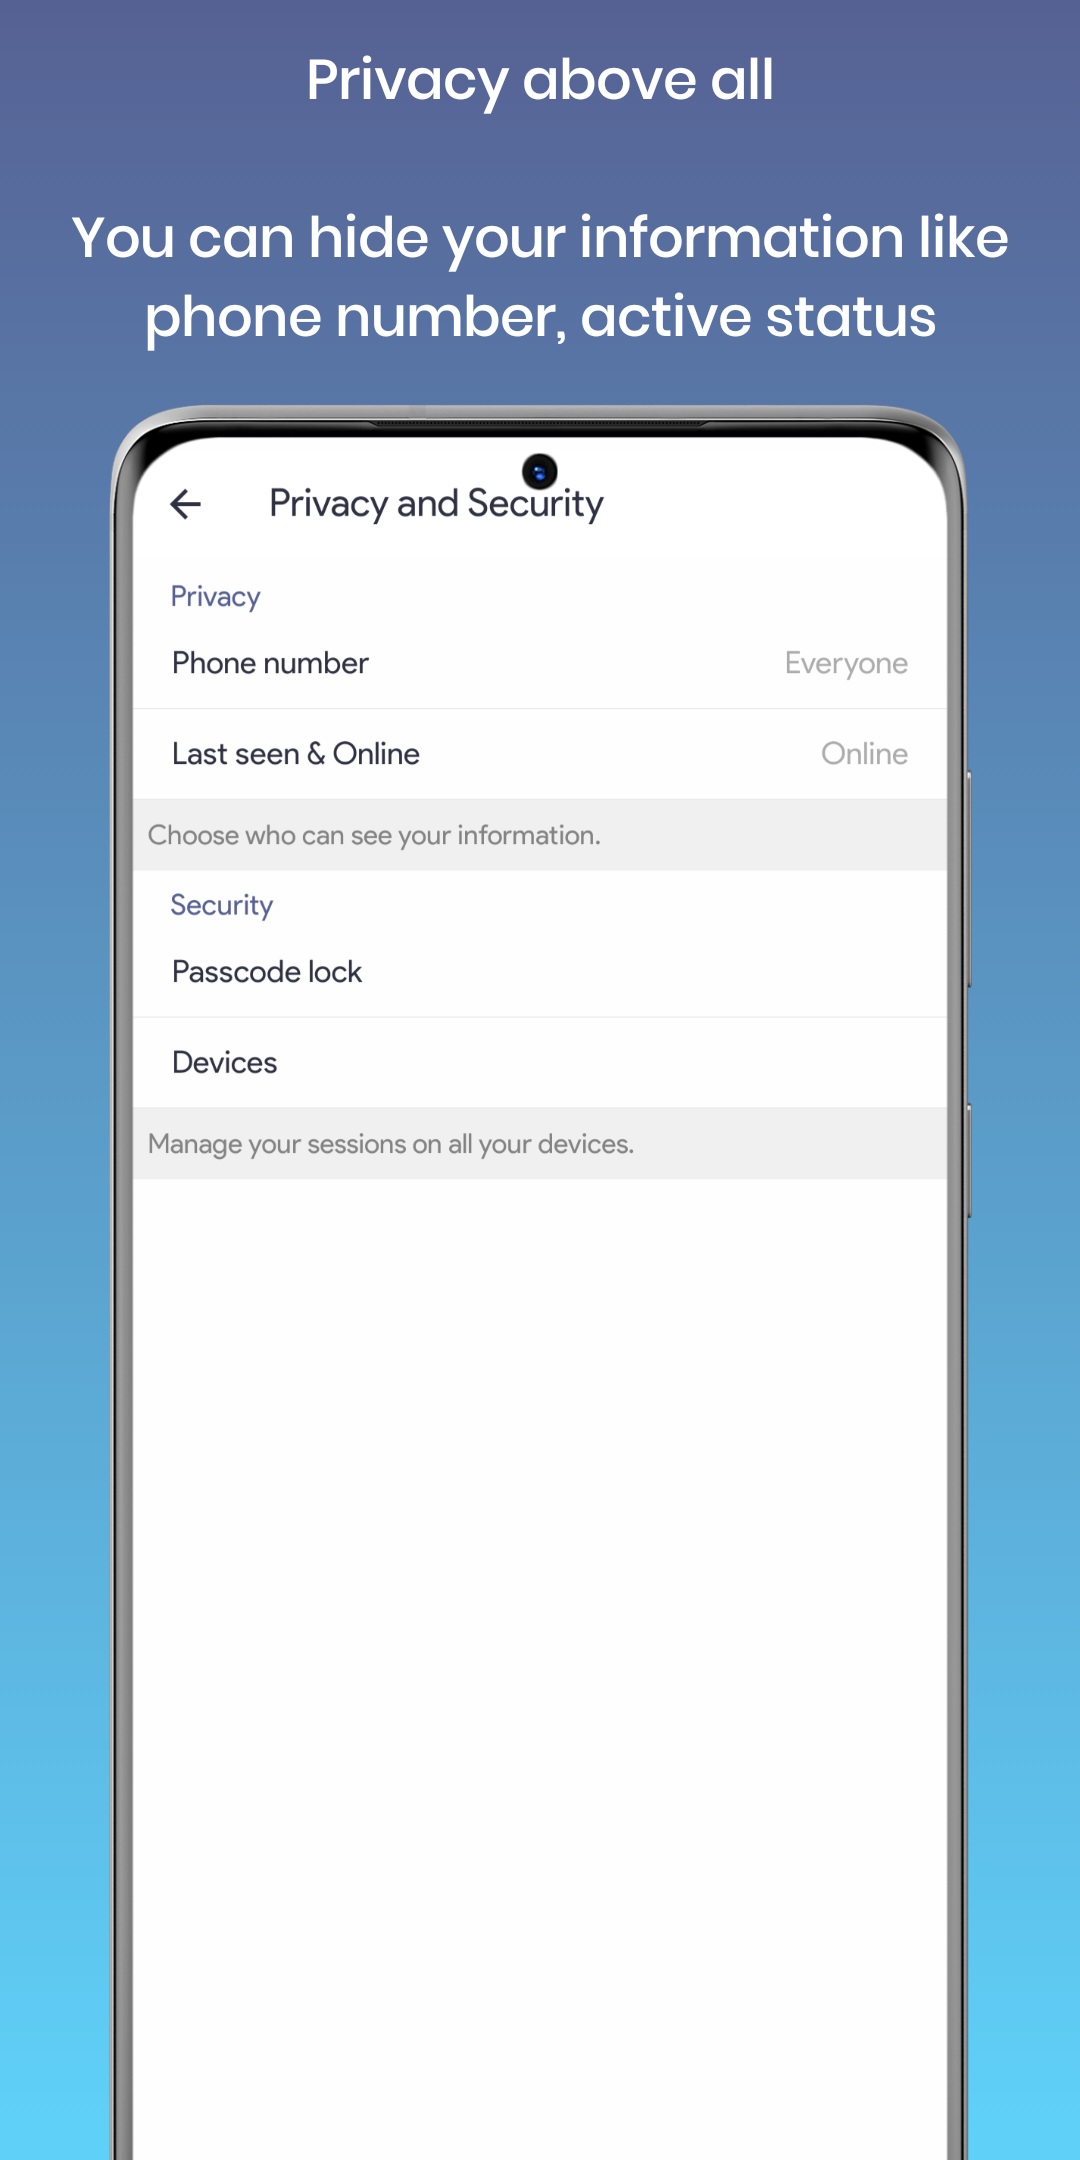 Privacy above all
You can hide your information like
phone number, active status
Privacy and Security
Privacy
Phone number Everyone
Last seen & Online Online
Choose who can see your information.
Security
Passcode lock
Devices
Manage your sessions on all your devices.